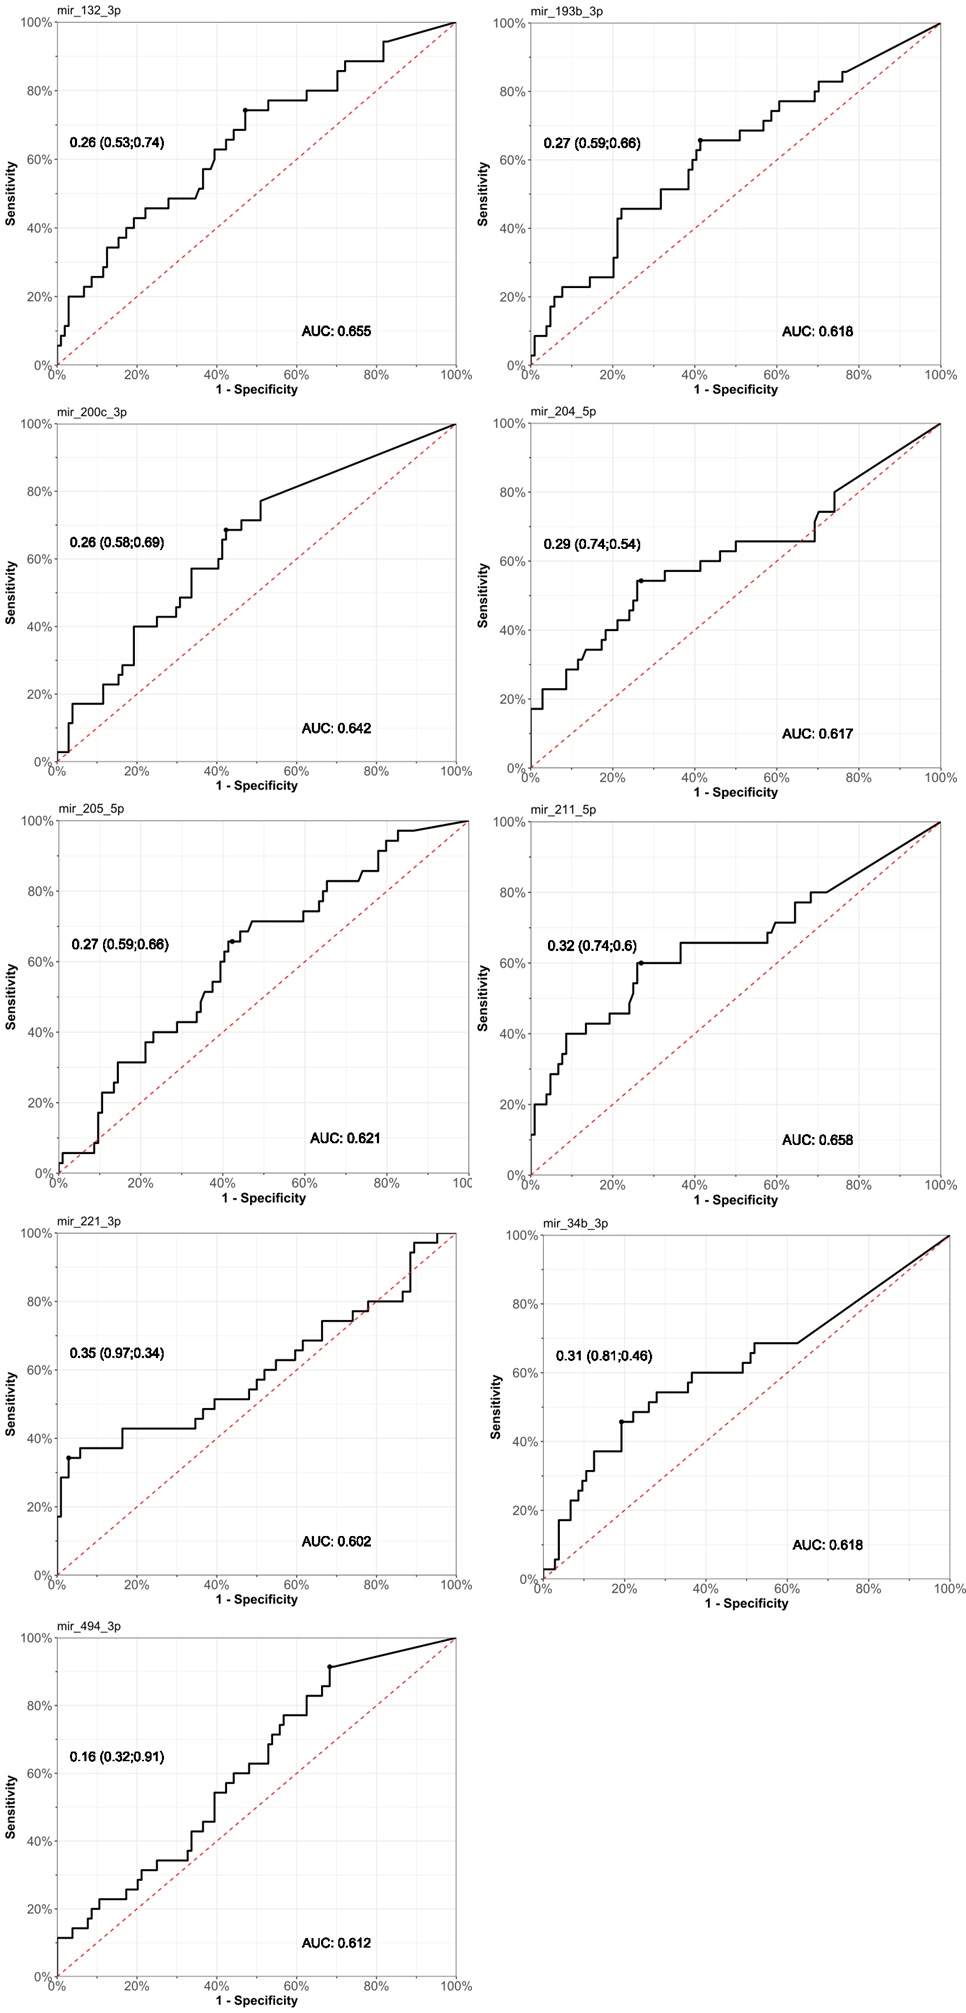 mir_132_3p
100%
80%
60%
40%
20%
0%
Sensitivity
0.26 (0.53;0.74)
AUC: 0.655
0% 20% 40% 60% 80% 100%
1 - Specificity
mir_193b_3p
100%
80%
60%
40%
20%
0%
Sensitivity
0.27 (0.59;0.66)
AUC: 0.618
0% 20% 40% 60% 80% 100%
1 - Specificity
mir_200c_3p
100%
80%
60%
40%
20%
0%
Sensitivity
0.26 (0.58;0.69)
AUC: 0.642
0% 20% 40% 60% 80% 100%
1 - Specificity
mir_204_5p
100%
80%
60%
40%
20%
0%
Sensitivity
0.29 (0.74;0.54)
AUC: 0.617
0% 20% 40% 60% 80% 100%
1 - Specificity
mir_205_5p
100%
80%
60%
40%
20%
0%
Sensitivity
0.27 (0.59;0.66)
AUC: 0.621
0% 20% 40% 60% 80% 100
1 - Specificity
mir_211_5p
100%
80%
60%
40%
20%
0%
Sensitivity
0.32 (0.74;0.6)
AUC: 0.658
0% 20% 40% 60% 80% 100%
1 - Specificity
mir_221_3p
100%
80%
60%
40%
20%
0%
Sensitivity
0.35 (0.97;0.34)
AUC: 0.602
0% 20% 40% 60% 80% 100%
1 - Specificity
mir_34b_3p
100%
80%
60%
40%
20%
0%
Sensitivity
0.31 (0.81;0.46)
AUC: 0.618
0% 20% 40% 60% 80% 100%
1 - Specificity
mir_494_3p
100%
80%
60%
40%
20%
0%
Sensitivity
0.16 (0.32;0.91)
AUC: 0.612
0% 20% 40% 60% 80% 100%
1 - Specificity